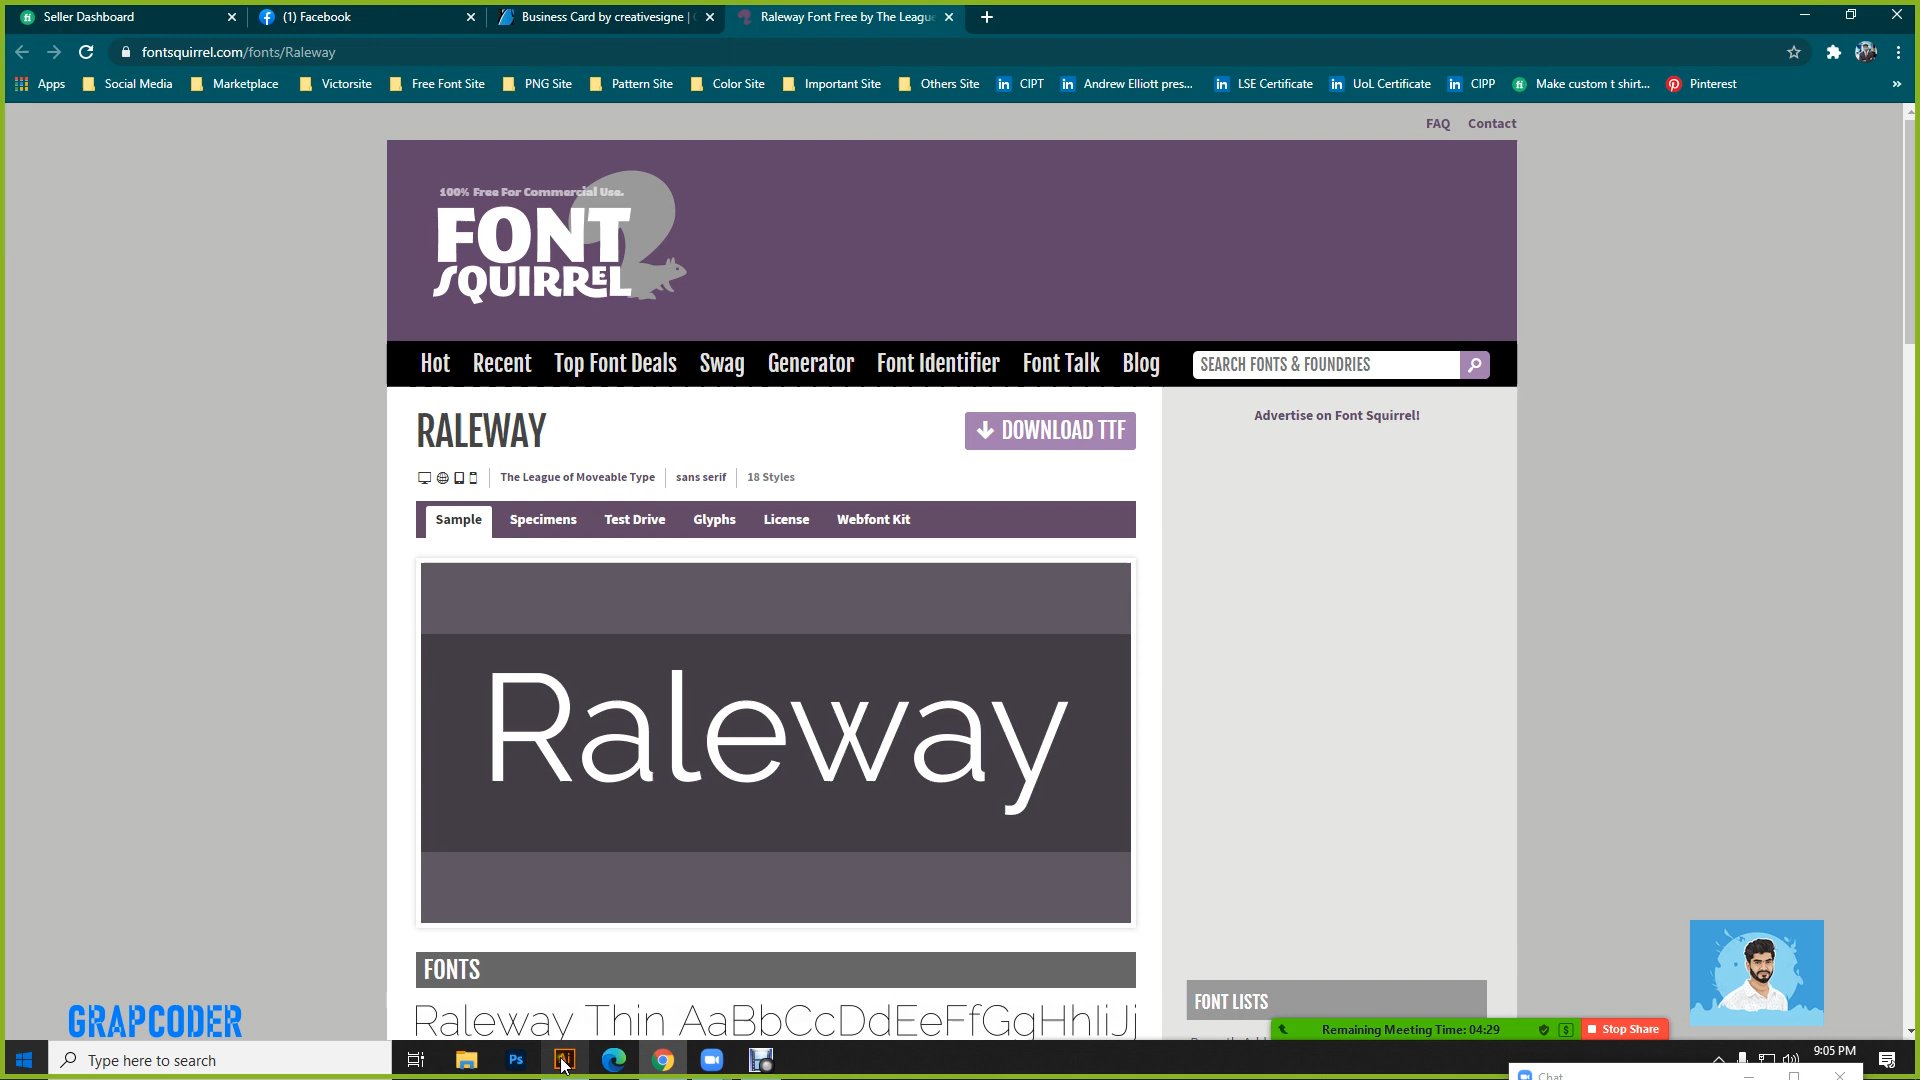 Seller Dashboard
(1) Facebook
Business Card by creativesigne |
Raleway Font Free by The League
fontsquirrel.com/fonts/Raleway
Apps
Social Media
Marketplace
Victorsite
Free Font Site
PNG Site
Pattern Site
Color Site
Important Site
Others Site
CIPT
Andrew Elliott pres...
LSE Certificate
UoL Certificate
CIPP
Make custom t shirt...
Pinterest
»
FAQ
Contact
100% Free For Commercial Use.
FONT
SQUIRREL
Hot
Recent
Top Font Deals
Swag
Generator
Font Identifier
Font Talk
Blog
SEARCH FONTS & FOUNDRIES
RALEWAY
DOWNLOAD TTF
Advertise on Font Squirrel!
The League of Moveable Type
sans serif
18 Styles
Sample
Specimens
Test Drive
Glyphs
License
Webfont Kit
Raleway
FONTS
Raleway Thin AaBbCcDdEeFfGgHhIiJj
FONT LISTS
GRAPCODER
Remaining Meeting Time: 04:29
Stop Share
Type here to search
Ps
9:05 PM
Chat